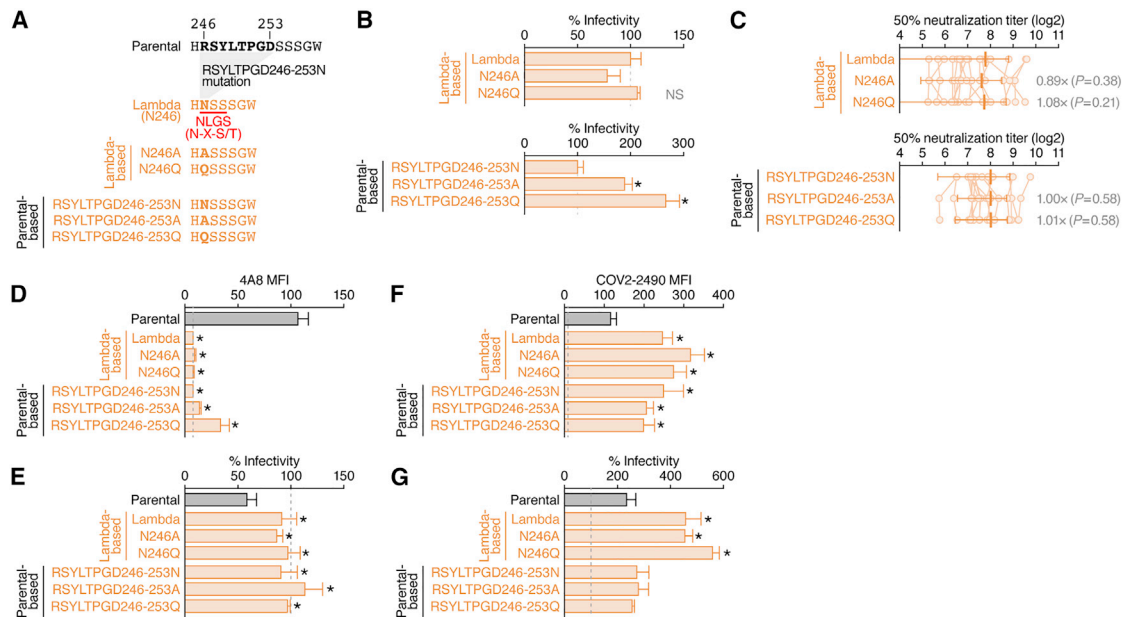 A
246 253
Parental HRSYLTPGDSSSGW
RSYLTPGD246-253N
mutation
Lambda HNSSSGW
(N246) NLGS
(N-X-S/T)
Lambda-based
N246A HASSSGW
N246Q HQSSSGW
Parental-based
RSYLTPGD246-253N HNSSSGW
RSYLTPGD246-253A HASSSGW
RSYLTPGD246-253Q HQSSSGW
B
% Infectivity
0 50 100 150
Lambda-based
Lambda
N246A
N246Q NS
% Infectivity
0 100 200 300
RSYLTPGD246-253N
RSYLTPGD246-253A *
RSYLTPGD246-253Q *
C
50% neutralization titer (log2)
4 5 6 7 8 9 10 11
Lambda-based
Lambda
N246A 0.89× (P=0.38)
N246Q 1.08× (P=0.21)
50% neutralization titer (log2)
4 5 6 7 8 9 10 11
Parental-based
RSYLTPGD246-253N
RSYLTPGD246-253A 1.00× (P=0.58)
RSYLTPGD246-253Q 1.01× (P=0.58)
D
4A8 MFI
0 50 100 150
Parental
Lambda-based
Lambda *
N246A *
N246Q *
Parental-based
RSYLTPGD246-253N *
RSYLTPGD246-253A *
RSYLTPGD246-253Q *
F
COV2-2490 MFI
0 100 200 300 400
Parental
Lambda-based
Lambda *
N246A *
N246Q *
Parental-based
RSYLTPGD246-253N *
RSYLTPGD246-253A *
RSYLTPGD246-253Q *
E
% Infectivity
0 50 100 150
Parental
Lambda-based
Lambda *
N246A *
N246Q *
Parental-based
RSYLTPGD246-253N *
RSYLTPGD246-253A *
RSYLTPGD246-253Q *
G
% Infectivity
0 200 400 600
Parental
Lambda-based
Lambda *
N246A *
N246Q *
Parental-based
RSYLTPGD246-253N
RSYLTPGD246-253A
RSYLTPGD246-253Q